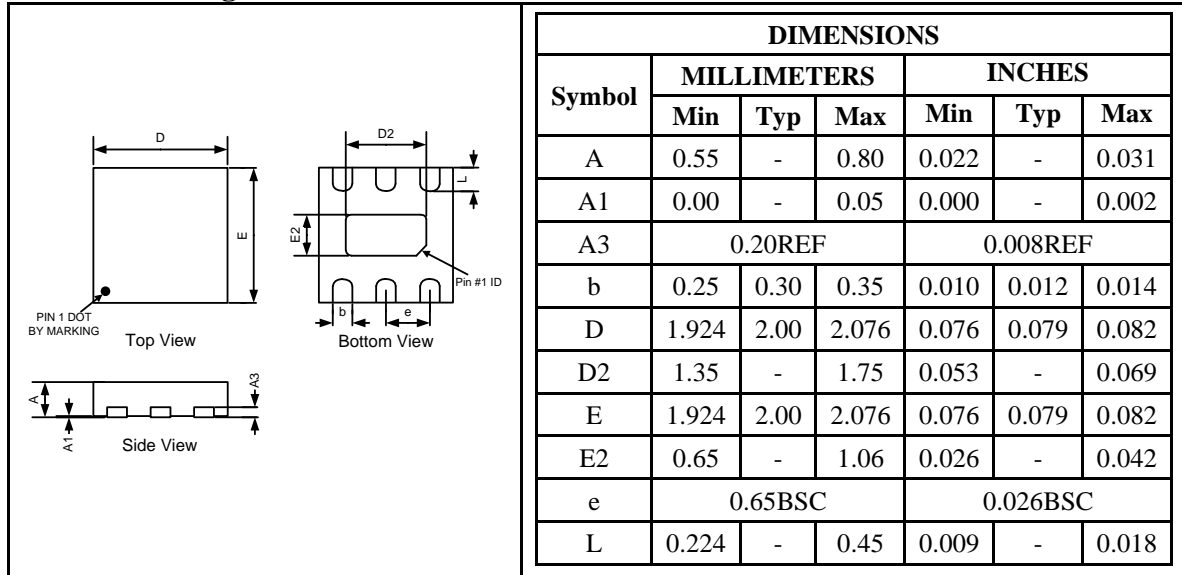 D
D2
L
E
E2
Pin #1 ID
b
e
PIN 1 DOT
BY MARKING
Top View
Bottom View
A
A3
A1
Side View
DIMENSIONS
Symbol MILLIMETERS INCHES
Min Typ Max Min Typ Max
A 0.55 - 0.80 0.022 - 0.031
A1 0.00 - 0.05 0.000 - 0.002
A3 0.20REF 0.008REF
b 0.25 0.30 0.35 0.010 0.012 0.014
D 1.924 2.00 2.076 0.076 0.079 0.082
D2 1.35 - 1.75 0.053 - 0.069
E 1.924 2.00 2.076 0.076 0.079 0.082
E2 0.65 - 1.06 0.026 - 0.042
e 0.65BSC 0.026BSC
L 0.224 - 0.45 0.009 - 0.018